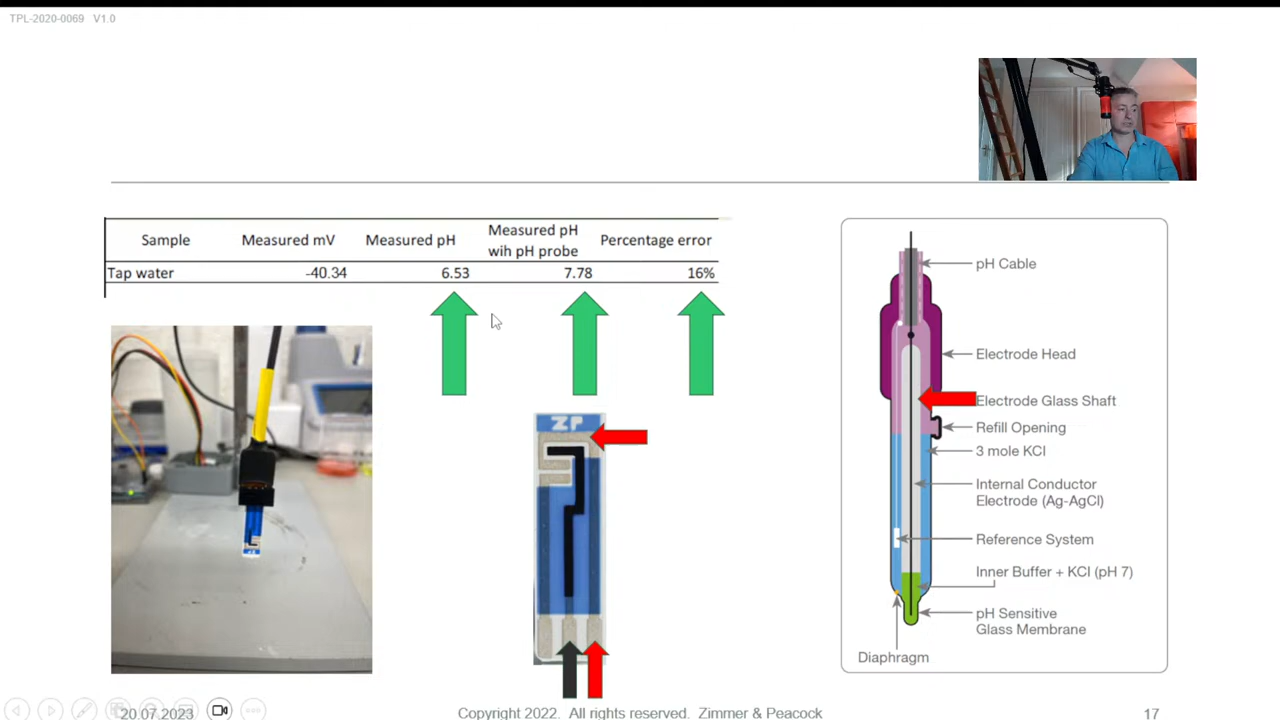 TPL-2020-0069 V1.0
Sample Measured mV Measured pH Measured pH wih pH probe Percentage error
Tap water -40.34 6.53 7.78 16%
ZP
pH Cable
Electrode Head
Electrode Glass Shaft
Refill Opening
3 mole KCl
Internal Conductor
Electrode (Ag-AgCl)
Reference System
Inner Buffer + KCl (pH 7)
pH Sensitive
Glass Membrane
Diaphragm
20.07.2023
Copyright 2022. All rights reserved. Zimmer & Peacock
17